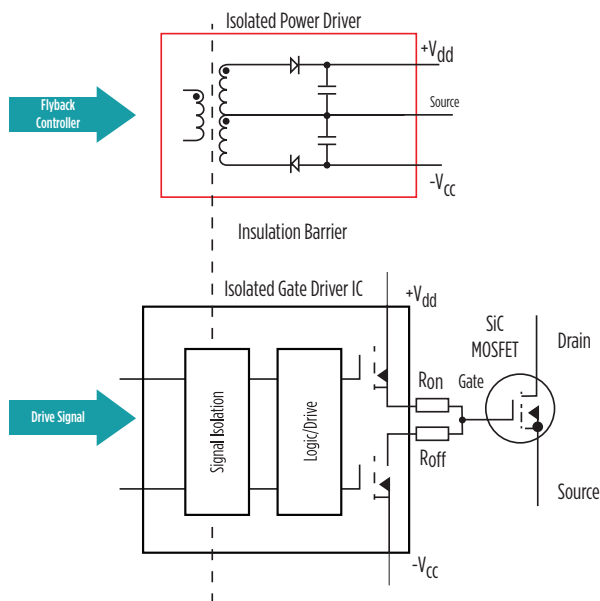 Isolated Power Driver
+Vdd
Flyback
Controller
Source
-Vcc
Insulation Barrier
Isolated Gate Driver IC
+Vdd
SiC
MOSFET
Drain
Ron
Gate
Drive Signal
Signal Isolation
Logic/Drive
Roff
Source
-Vcc